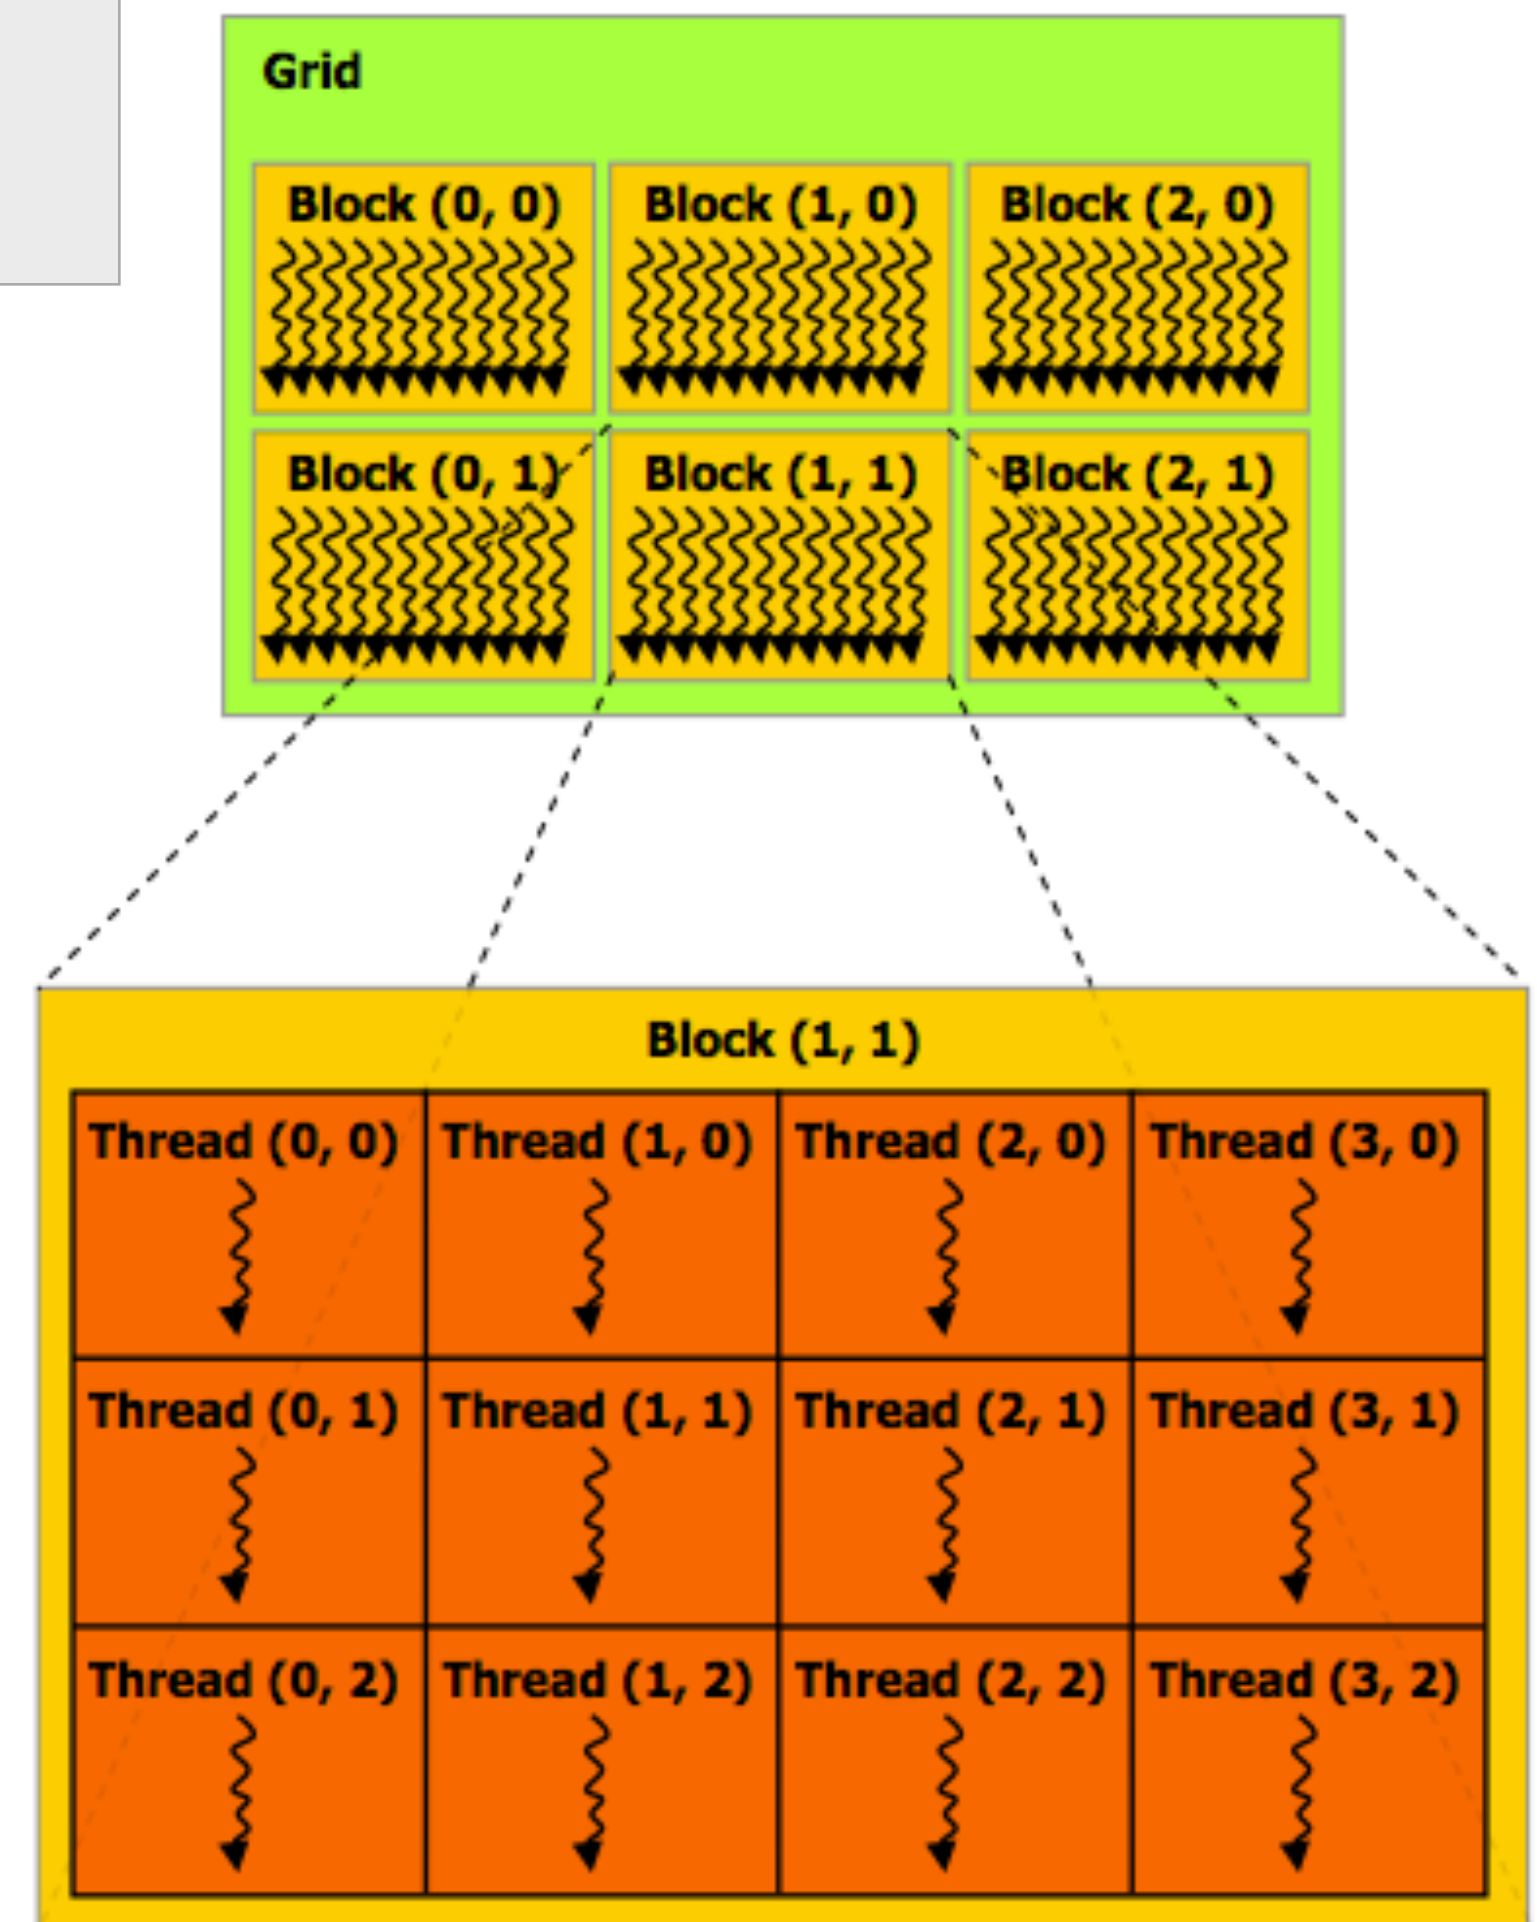 Grid
Block (0, 0) Block (1, 0) Block (2, 0)
Block (0, 1) Block (1, 1) Block (2, 1)
Block (1, 1)
Thread (0, 0) Thread (1, 0) Thread (2, 0) Thread (3, 0)
Thread (0, 1) Thread (1, 1) Thread (2, 1) Thread (3, 1)
Thread (0, 2) Thread (1, 2) Thread (2, 2) Thread (3, 2)